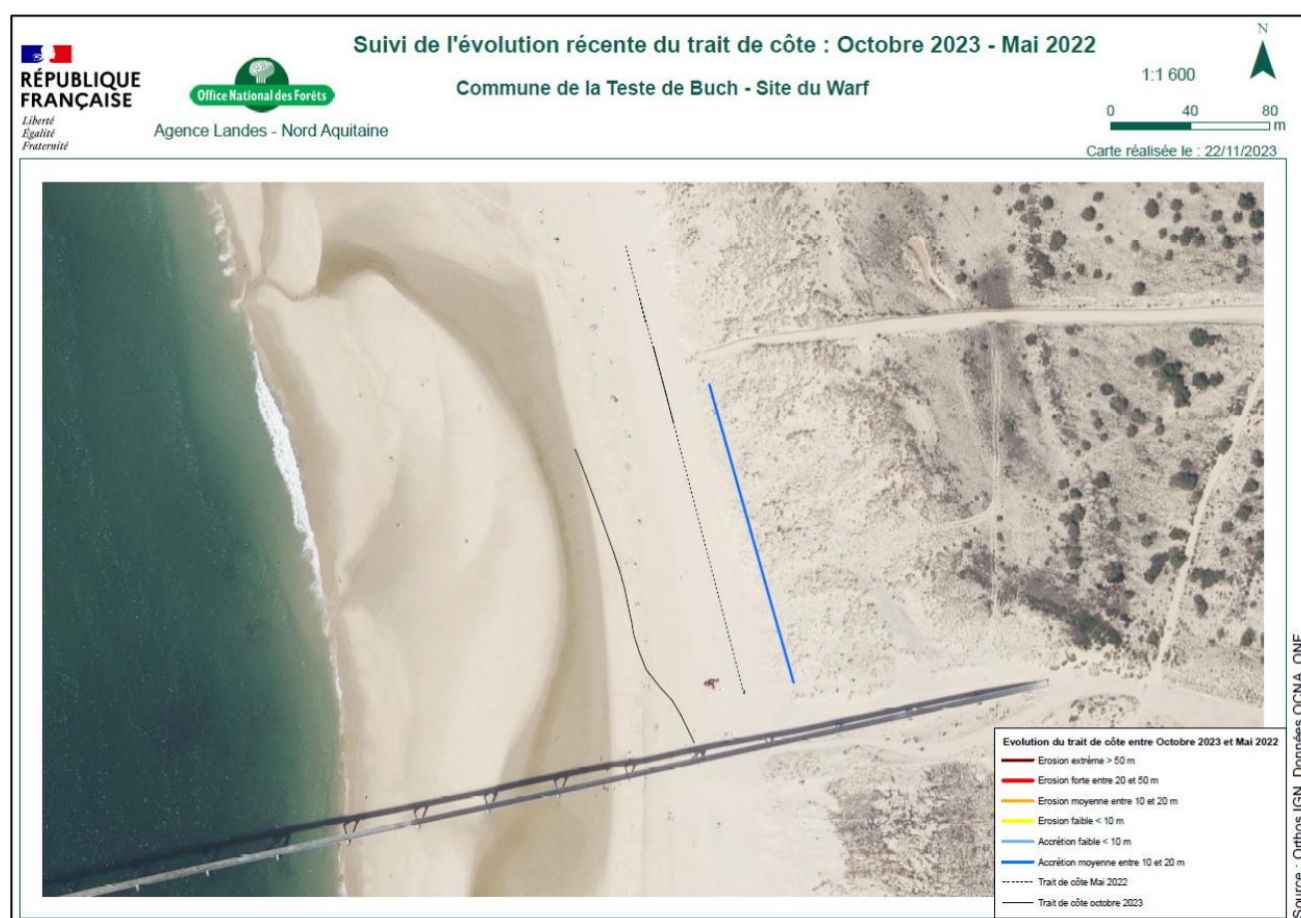 Suivi de l'évolution récente du trait de côte : Octobre 2023 - Mai 2022
Commune de la Teste de Buch - Site du Warf
RÉPUBLIQUE
FRANÇAISE
Liberté
Égalité
Fraternité
Office National des Forêts
Agence Landes - Nord Aquitaine
N
1:1 600
0 40 80
m
Carte réalisée le : 22/11/2023
Evolution du trait de côte entre Octobre 2023 et Mai 2022
Erosion extrême > 50 m
Erosion forte entre 20 et 50 m
Erosion moyenne entre 10 et 20 m
Erosion faible < 10 m
Accrétion faible < 10 m
Accrétion moyenne entre 10 et 20 m
Trait de côte Mai 2022
Trait de côte octobre 2023
Source : Orthos IGN, Données OCNA, ONF